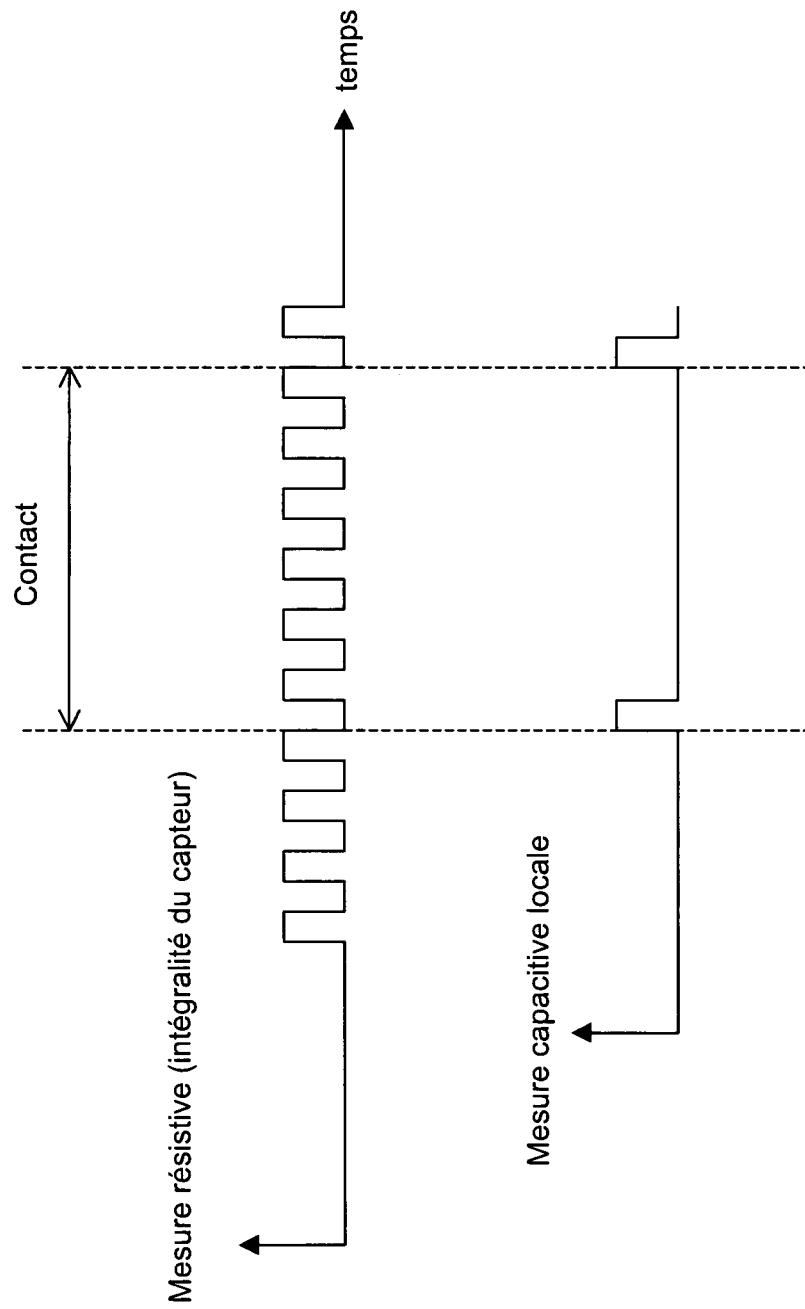 Contact
Mesure résistive (intégralité du capteur)
temps
Mesure capacitive locale